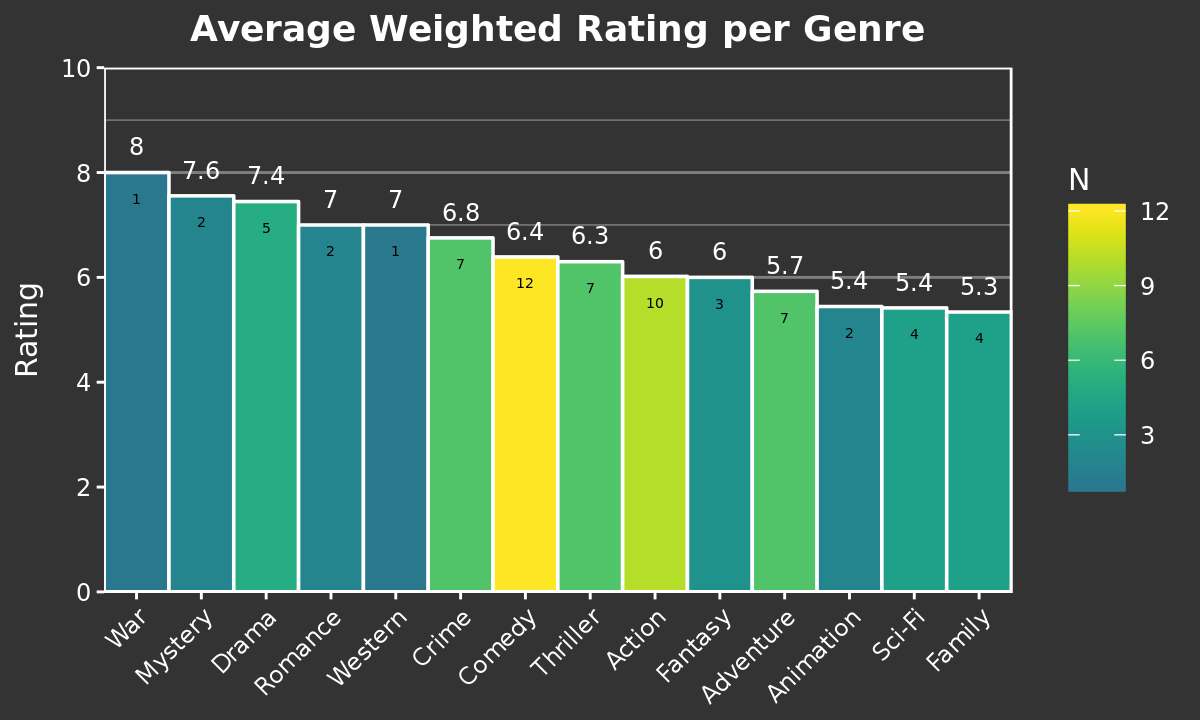 Average Weighted Rating per Genre
10
8
6
4
2
0
Rating
8
7.6
7.4
7
7
6.8
6.4
6.3
6
6
5.7
5.4
5.4
5.3
1
2
5
2
1
7
12
7
10
3
7
2
4
4
War
Mystery
Drama
Romance
Western
Crime
Comedy
Thriller
Action
Fantasy
Adventure
Animation
Sci-Fi
Family
N
12
9
6
3